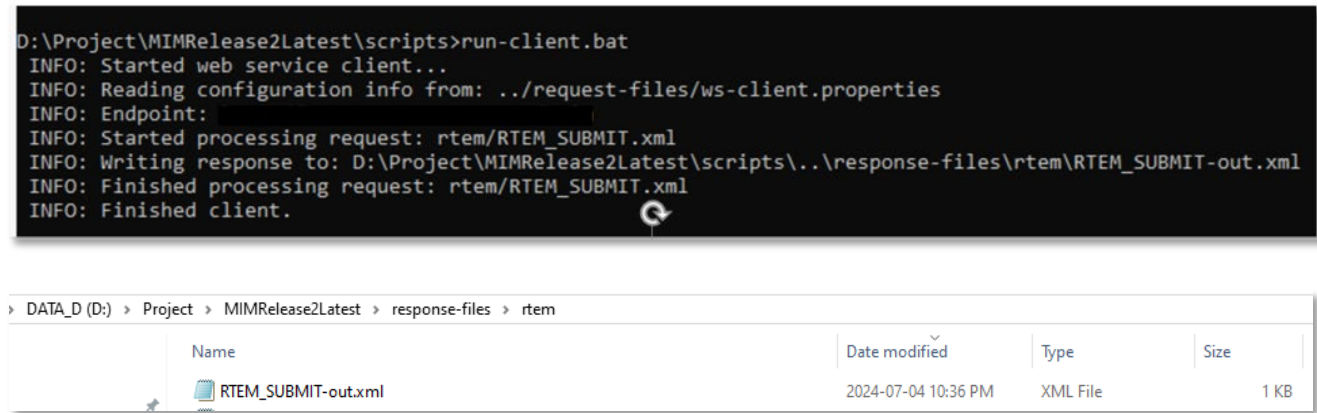 D:\Project\MIMRelease2Latest\scripts>run-client.bat
INFO: Started web service client...
INFO: Reading configuration info from: ../request-files/ws-client.properties
INFO: Endpoint:
INFO: Started processing request: rtem/RTEM_SUBMIT.xml
INFO: Writing response to: D:\Project\MIMRelease2Latest\scripts\..\response-files\rtem\RTEM_SUBMIT-out.xml
INFO: Finished processing request: rtem/RTEM_SUBMIT.xml
INFO: Finished client.
> DATA_D (D:) > Project > MIMRelease2Latest > response-files > rtem
Name Date modified Type Size
RTEM_SUBMIT-out.xml 2024-07-04 10:36 PM XML File 1 KB